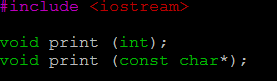 #include <iostream>
void print (int);
void print (const char*);